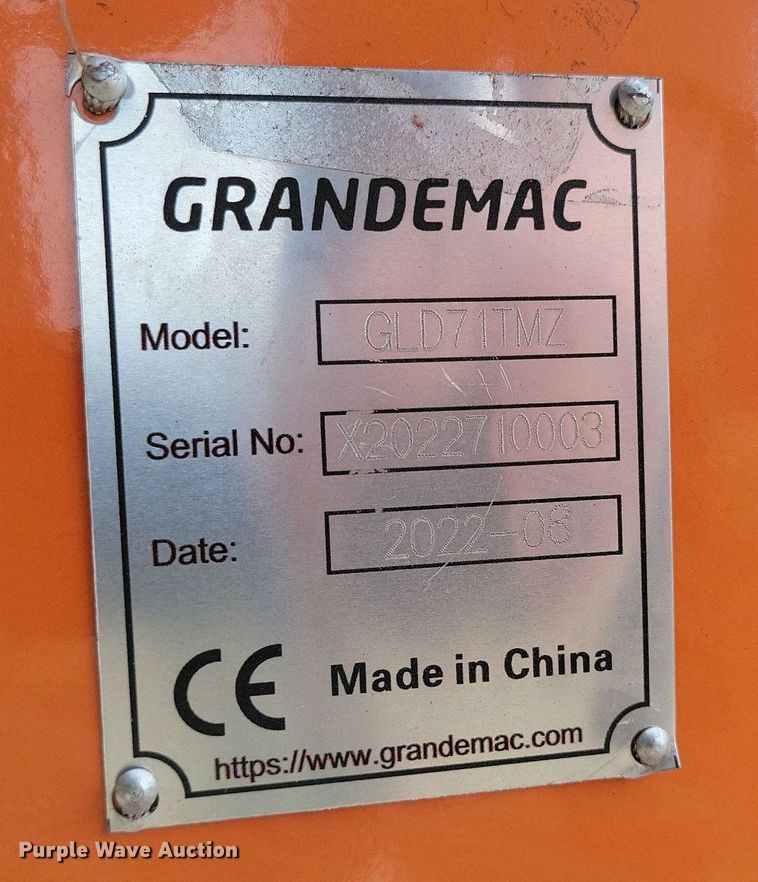 GRANDEMAC
Model: GLD71TMZ
Serial No: X2022710003
Date: 2022-08
CE Made in China
https://www.grandemac.com
Purple Wave Auction